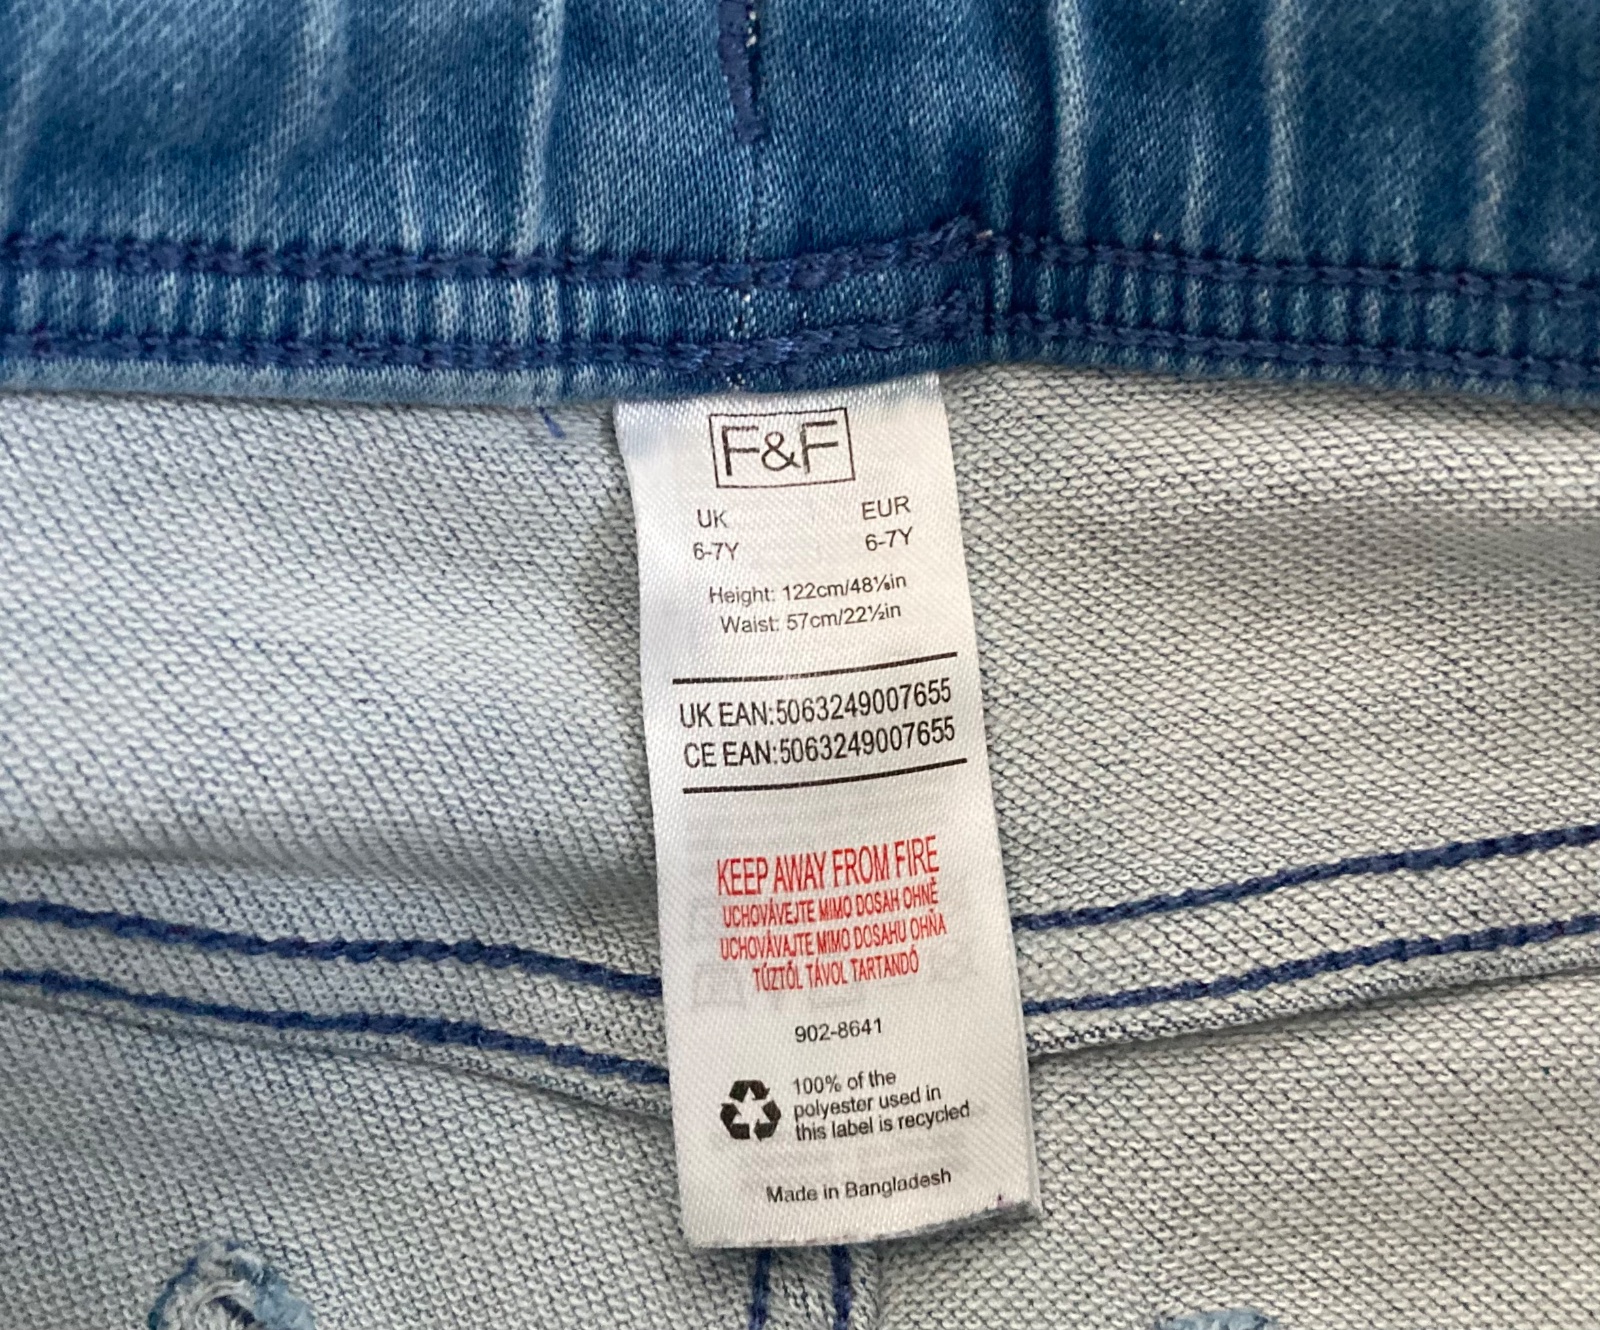 F&F
UK EUR
6-7Y 6-7Y
Height: 122cm/48⅛in
Waist: 57cm/22½in
UK EAN:5063249007655
CE EAN:5063249007655
KEEP AWAY FROM FIRE
UCHOVÁVEJTE MIMO DOSAH OHNĚ
UCHOVÁVAJTE MIMO DOSAHU OHŇA
TŰZTŐL TÁVOL TARTANDÓ
902-8641
100% of the
polyester used in
this label is recycled
Made in Bangladesh